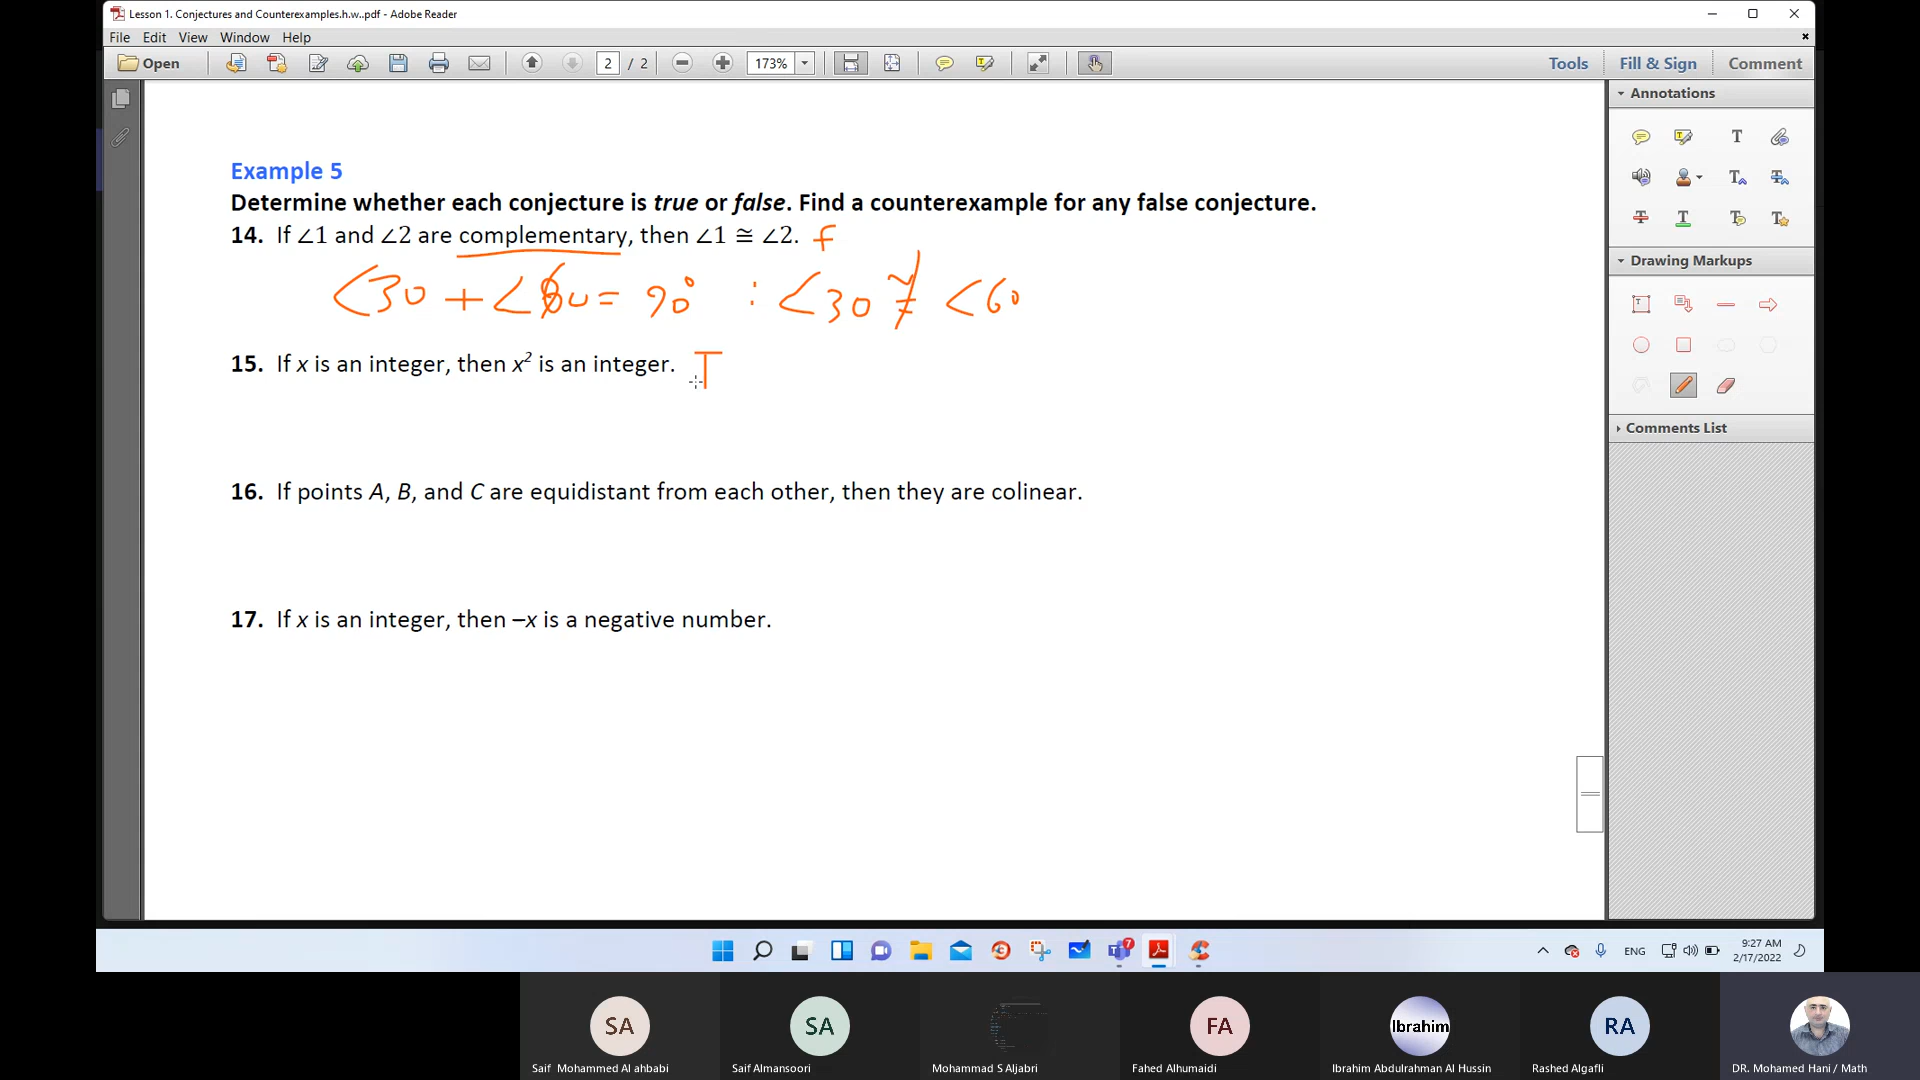 Lesson 1. Conjectures and Counterexamples.h.w..pdf - Adobe Reader
File Edit View Window Help
Open 2 / 2 173% Tools Fill & Sign Comment
Annotations
Example 5
Determine whether each conjecture is true or false. Find a counterexample for any false conjecture.
14. If ∠1 and ∠2 are complementary, then ∠1 ≅ ∠2. f
Drawing Markups
<30 + <60 = 90° : <30 ≇ <60
15. If x is an integer, then x² is an integer. T
Comments List
16. If points A, B, and C are equidistant from each other, then they are colinear.
17. If x is an integer, then –x is a negative number.
7 ENG 9:27 AM
2/17/2022
SA SA FA Ibrahim RA
Saif Mohammed Al ahbabi Saif Almansoori Mohammad S Aljabri Fahed Alhumaidi Ibrahim Abdulrahman Al Hussin Rashed Algafli DR. Mohamed Hani / Math